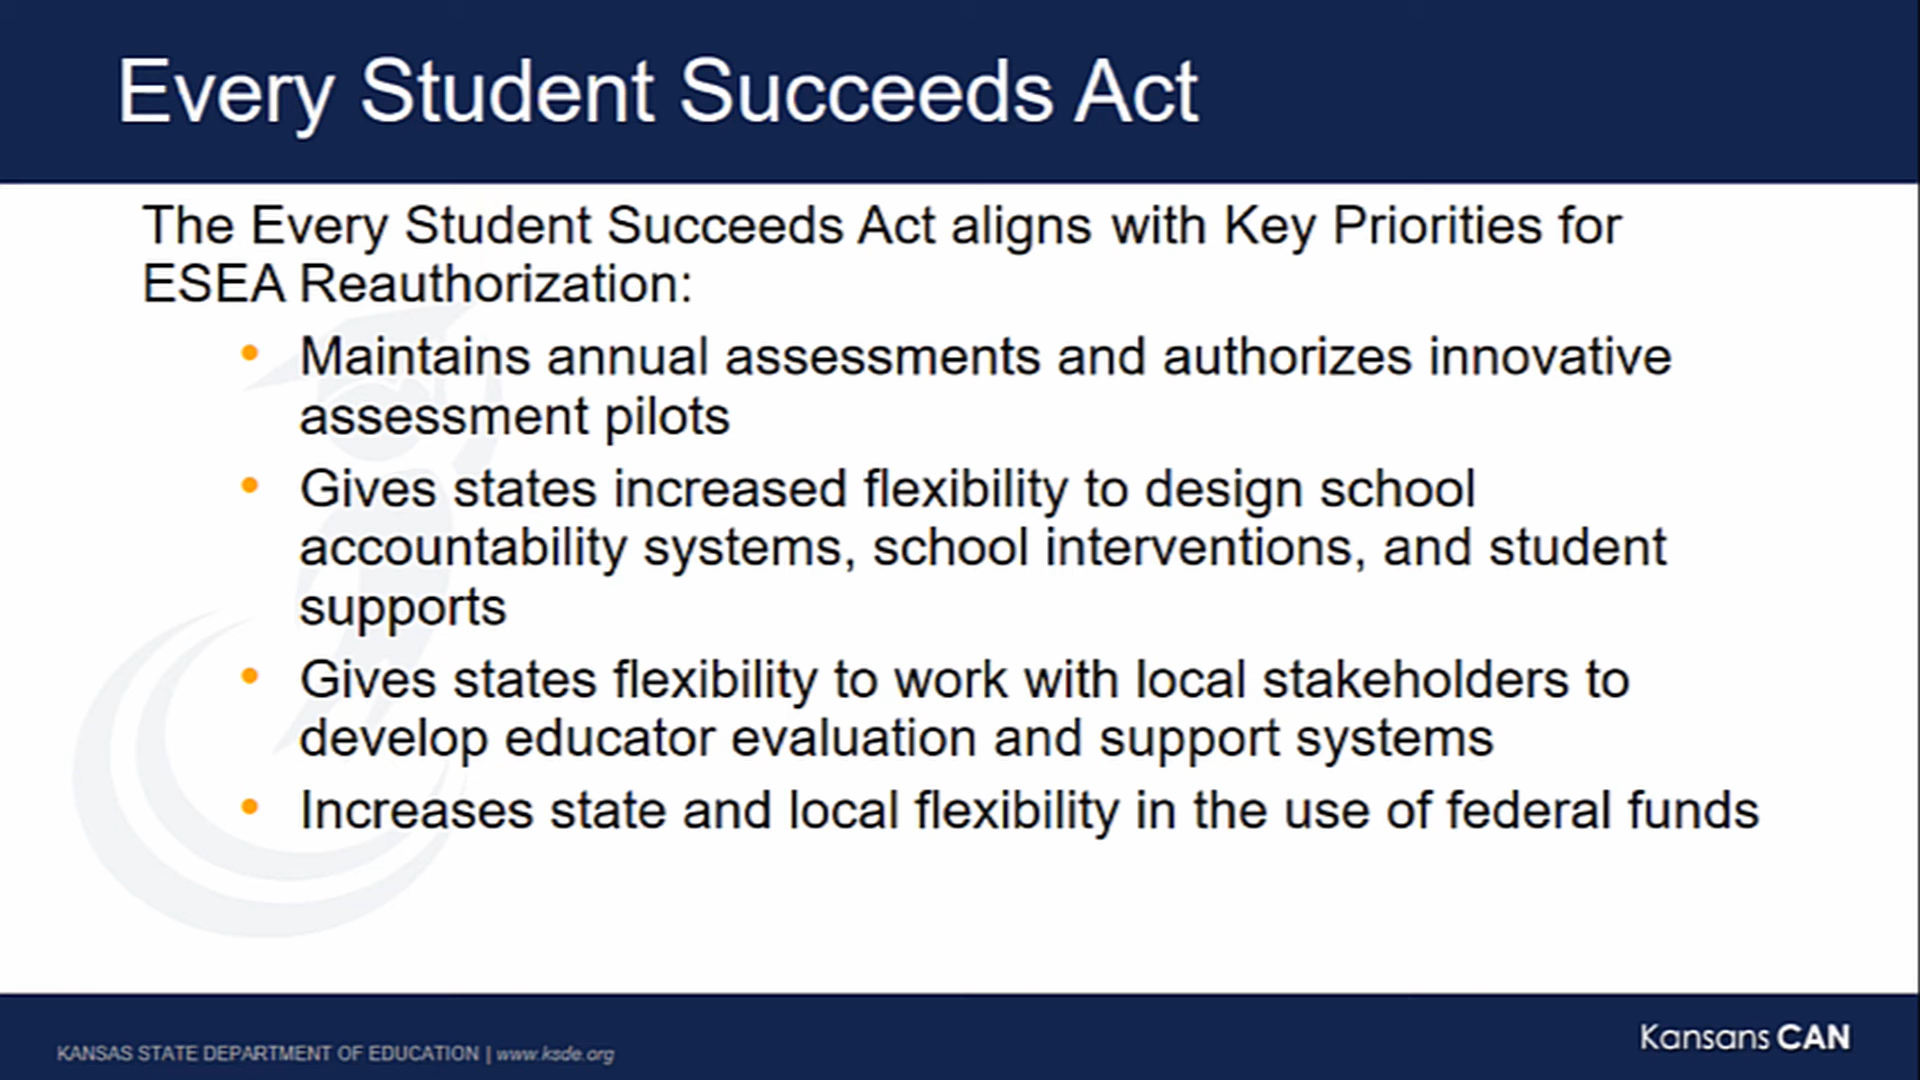 Every Student Succeeds Act
The Every Student Succeeds Act aligns with Key Priorities for
ESEA Reauthorization:
• Maintains annual assessments and authorizes innovative
assessment pilots
• Gives states increased flexibility to design school
accountability systems, school interventions, and student
supports
• Gives states flexibility to work with local stakeholders to
develop educator evaluation and support systems
• Increases state and local flexibility in the use of federal funds
KANSAS STATE DEPARTMENT OF EDUCATION | www.ksde.org
Kansans CAN